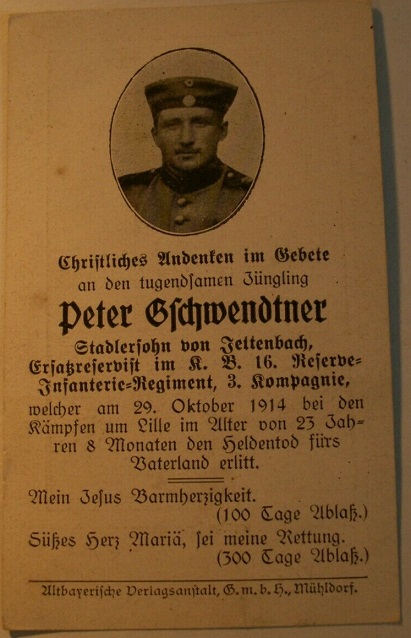 Christliches Andenken im Gebete
an den tugendsamen Jüngling
Peter Gschwendtner
Stadlersohn von Jettenbach,
Ersatzreservist im K. B. 16. Reserve-
Infanterie-Regiment, 3. Kompagnie,
welcher am 29. Oktober 1914 bei den
Kämpfen um Lille im Alter von 23 Jah-
ren 8 Monaten den Heldentod fürs
Vaterland erlitt.
Mein Jesus Barmherzigkeit.
(100 Tage Ablaß.)
Süßes Herz Mariä, sei meine Rettung.
(300 Tage Ablaß.)
Altbayerische Verlagsanstalt, G. m. b. H., Mühldorf.